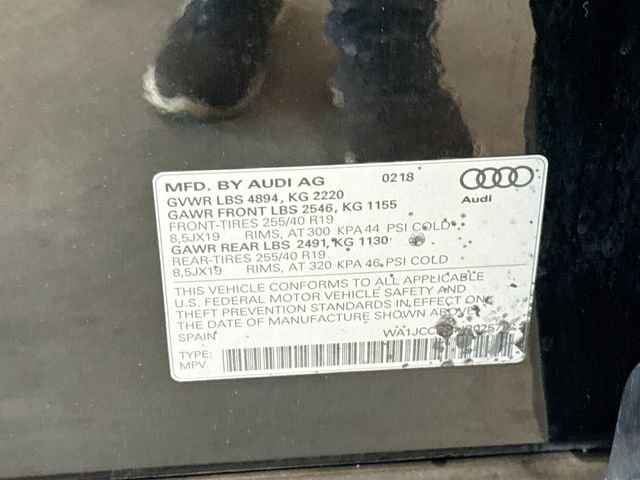 MFD. BY AUDI AG 0218
GVWR LBS 4894, KG 2220
GAWR FRONT LBS 2546, KG 1155 Audi
FRONT-TIRES 255/40 R19
8,5JX19 RIMS, AT 300 KPA 44 PSI COLD
GAWR REAR LBS 2491, KG 1130
REAR-TIRES 255/40 R19
8,5JX19 RIMS, AT 320 KPA 46 PSI COLD
THIS VEHICLE CONFORMS TO ALL APPLICABLE
U.S. FEDERAL MOTOR VEHICLE SAFETY AND
THEFT PREVENTION STANDARDS IN EFFECT ON
THE DATE OF MANUFACTURE SHOWN ABOVE.
SPAIN
TYPE:
MPV